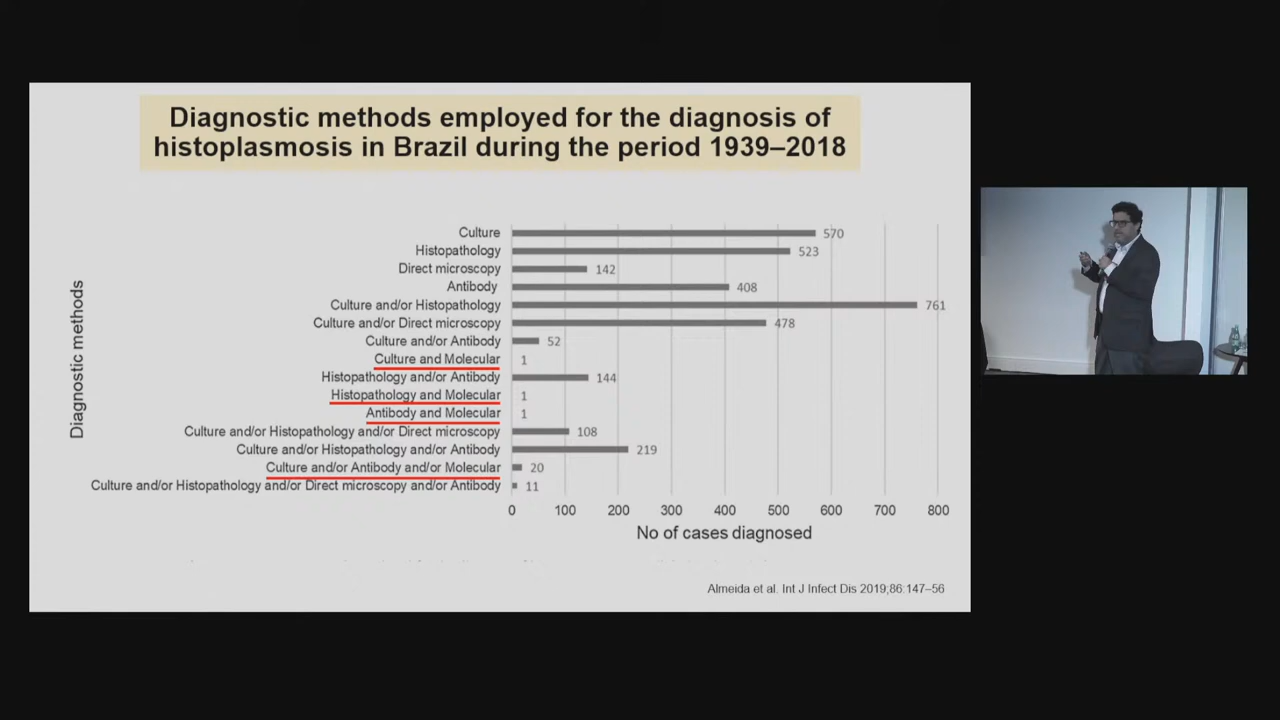 Diagnostic methods employed for the diagnosis of
histoplasmosis in Brazil during the period 1939–2018
Diagnostic methods
Culture 570
Histopathology 523
Direct microscopy 142
Antibody 408
Culture and/or Histopathology 761
Culture and/or Direct microscopy 478
Culture and/or Antibody 52
Culture and Molecular 1
Histopathology and/or Antibody 144
Histopathology and Molecular 1
Antibody and Molecular 1
Culture and/or Histopathology and/or Direct microscopy 108
Culture and/or Histopathology and/or Antibody 219
Culture and/or Antibody and/or Molecular 20
Culture and/or Histopathology and/or Direct microscopy and/or Antibody 11
0 100 200 300 400 500 600 700 800
No of cases diagnosed
Almeida et al. Int J Infect Dis 2019;86:147–56